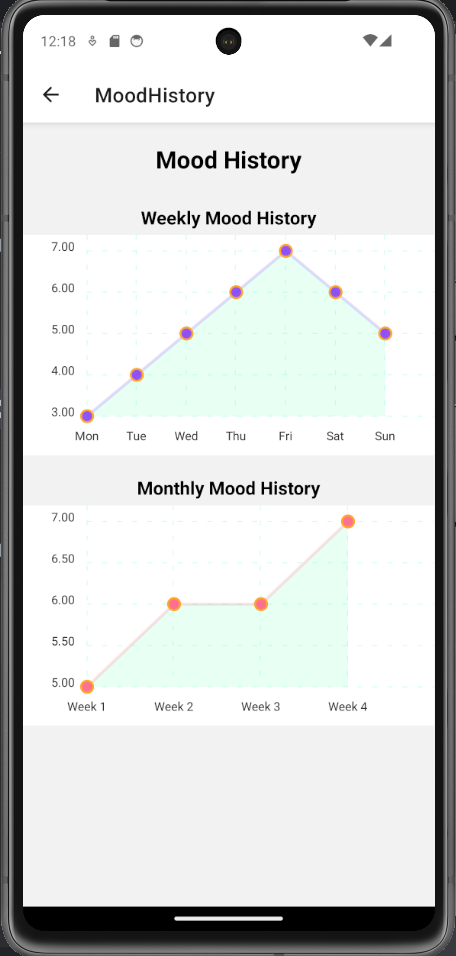 12:18
MoodHistory
Mood History
Weekly Mood History
7.00
6.00
5.00
4.00
3.00
Mon Tue Wed Thu Fri Sat Sun
Monthly Mood History
7.00
6.50
6.00
5.50
5.00
Week 1 Week 2 Week 3 Week 4